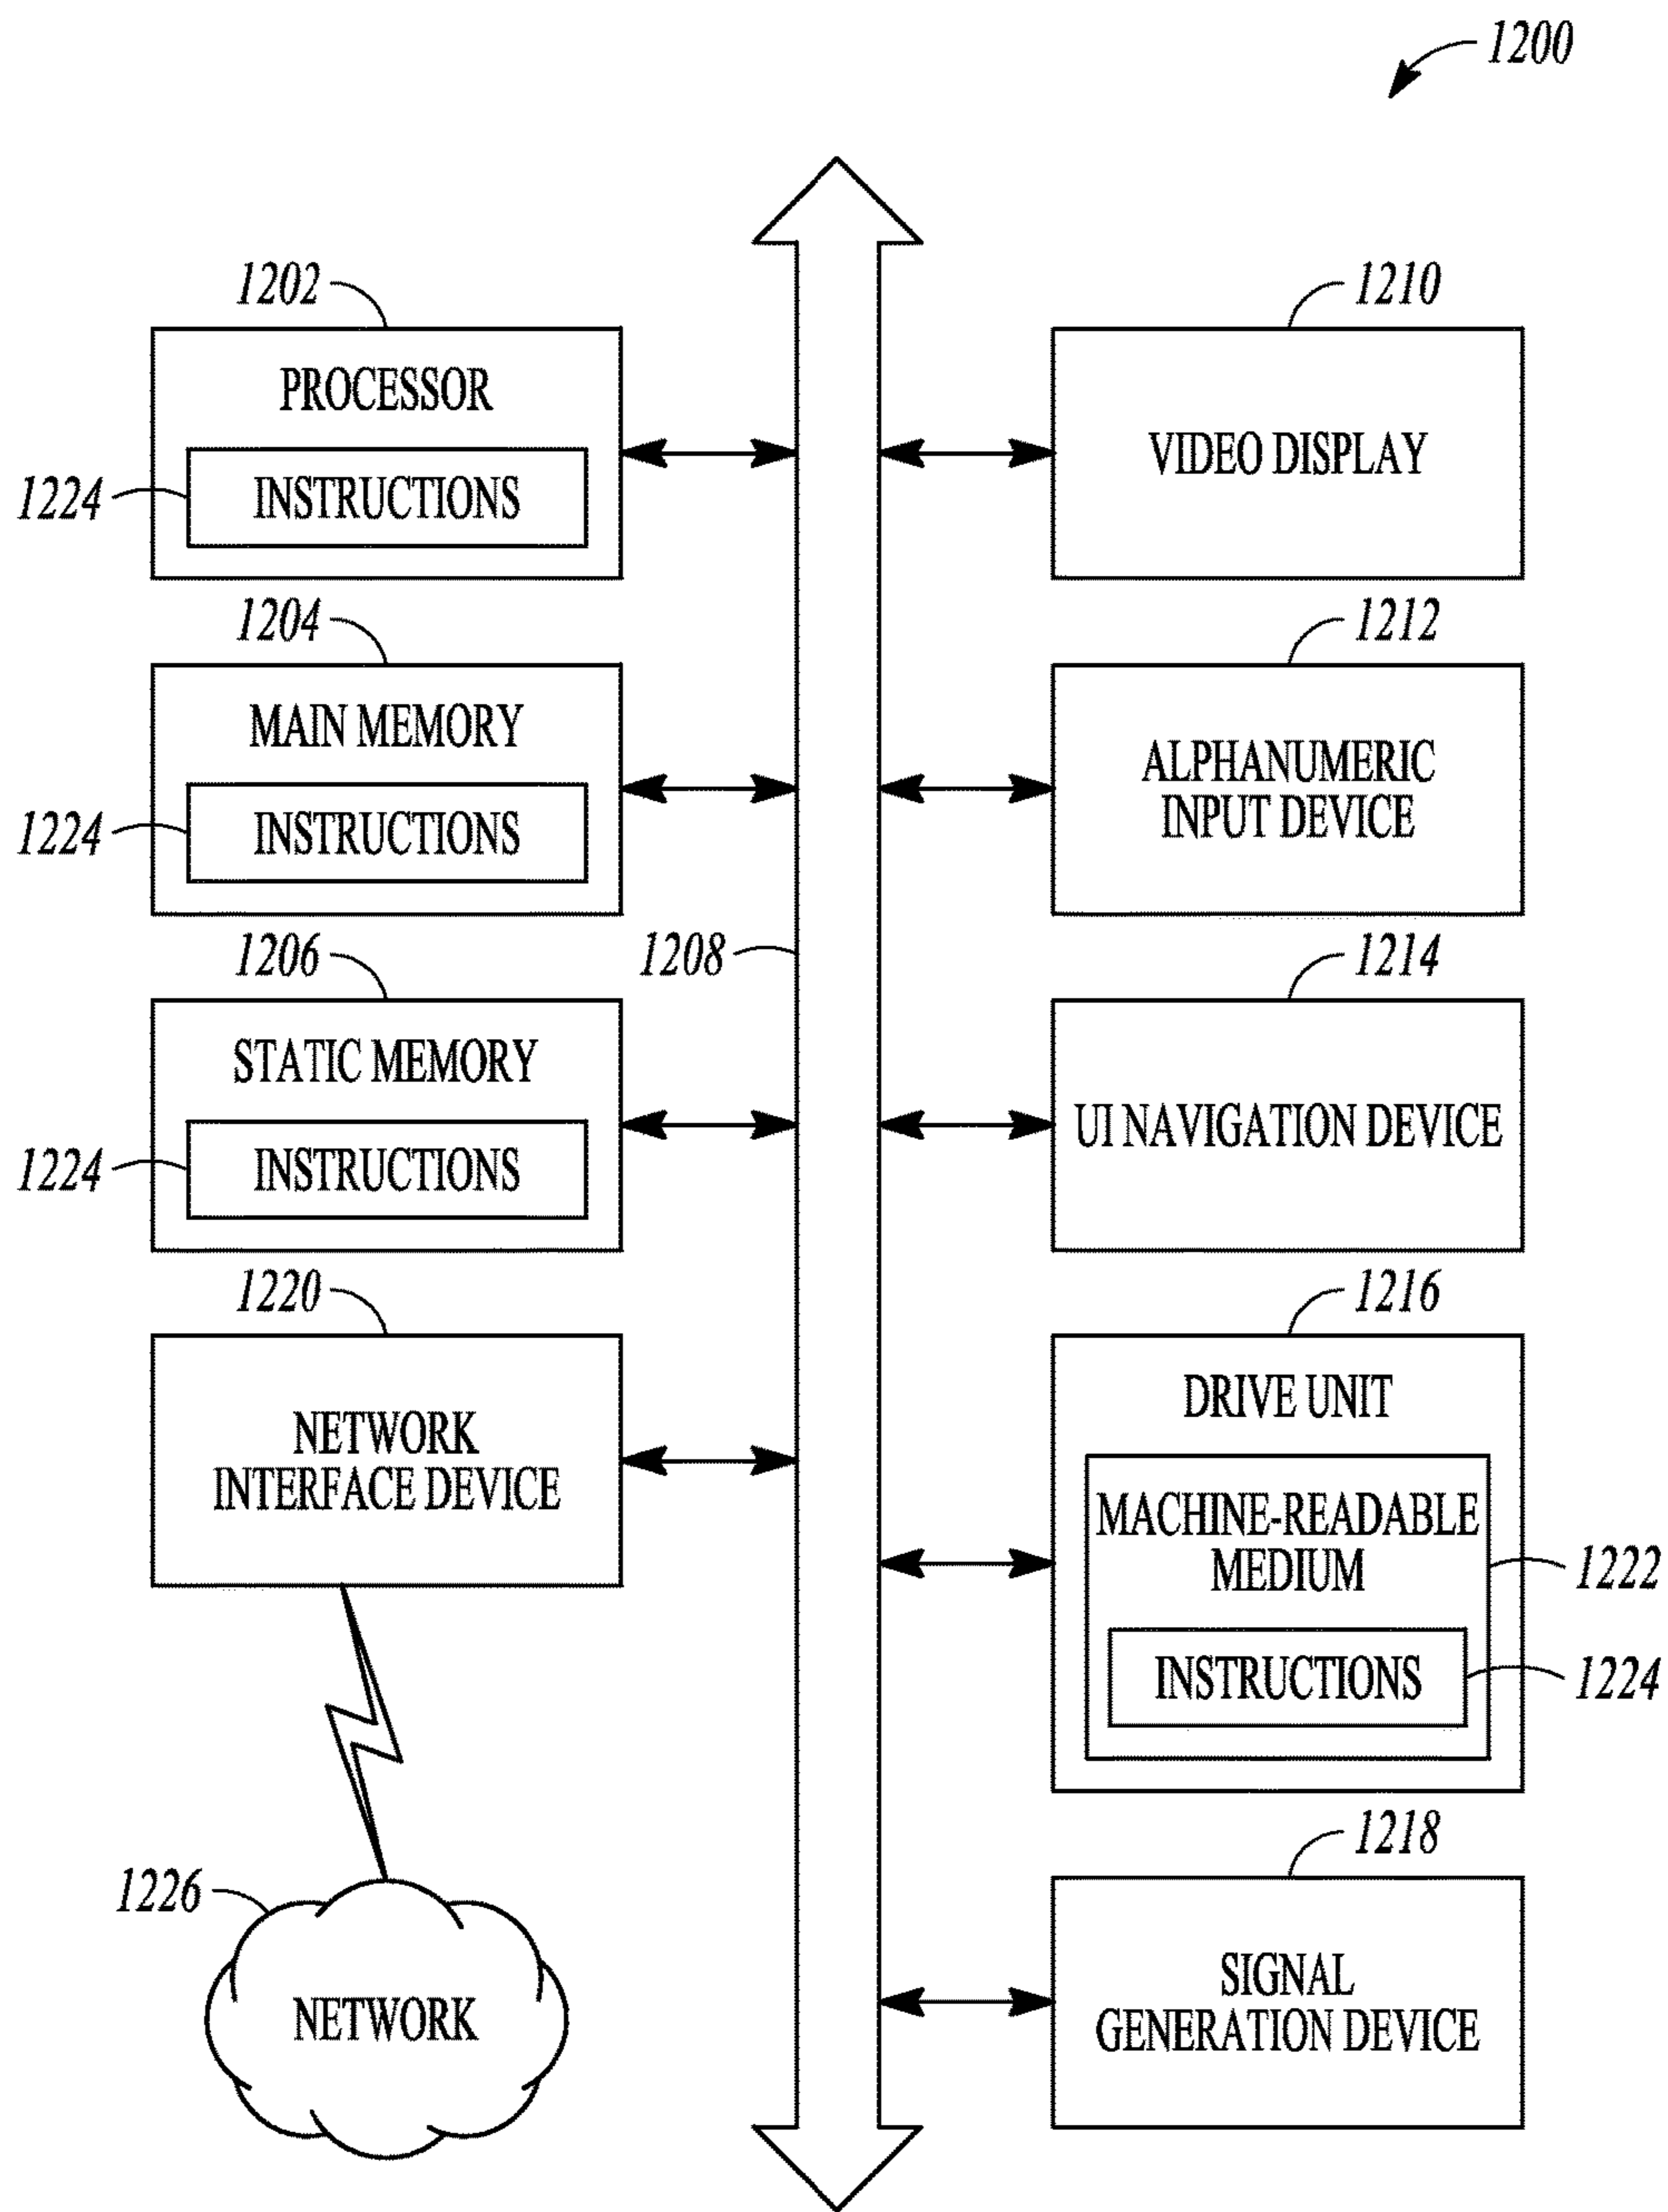 1200
1202
PROCESSOR
1224
INSTRUCTIONS
1204
MAIN MEMORY
1224
INSTRUCTIONS
1206
STATIC MEMORY
1224
INSTRUCTIONS
1220
NETWORK
INTERFACE DEVICE
1226
NETWORK
1208
1210
VIDEO DISPLAY
1212
ALPHANUMERIC
INPUT DEVICE
1214
UI NAVIGATION DEVICE
1216
DRIVE UNIT
MACHINE-READABLE
MEDIUM
1222
INSTRUCTIONS
1224
1218
SIGNAL
GENERATION DEVICE